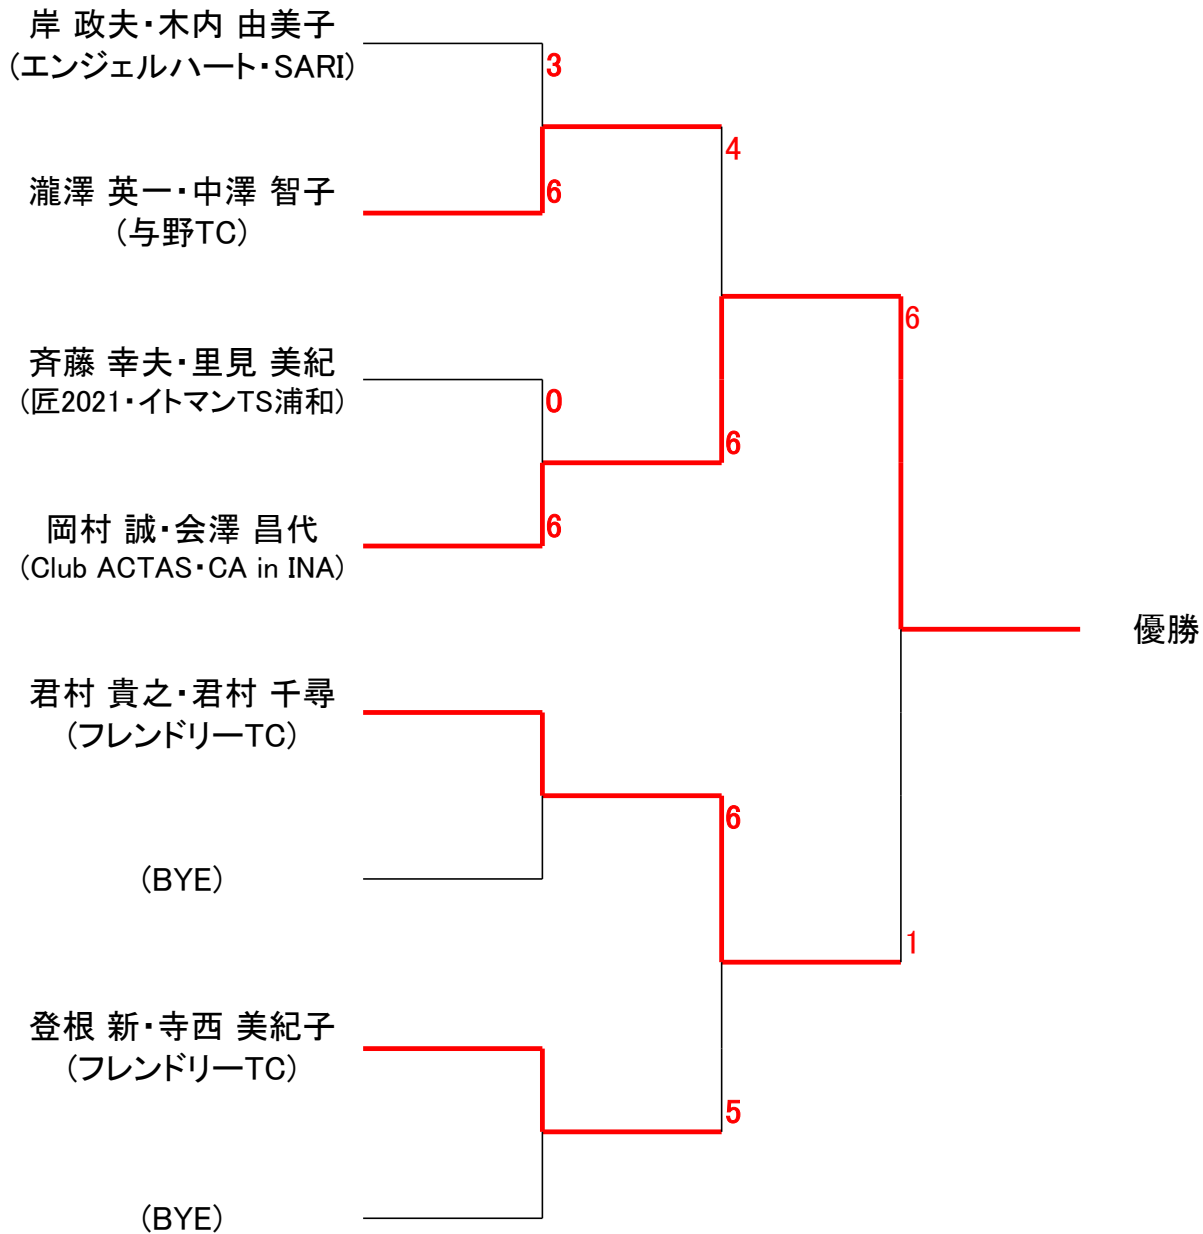 岸 政夫・木内 由美子
(エンジェルハート・SARI)
3
4
瀧澤 英一・中澤 智子
(与野TC)
6
6
斉藤 幸夫・里見 美紀
(匠2021・イトマンTS浦和)
0
6
岡村 誠・会澤 昌代
(Club ACTAS・CA in INA)
6
優勝
君村 貴之・君村 千尋
(フレンドリーTC)
6
(BYE)
1
登根 新・寺西 美紀子
(フレンドリーTC)
5
(BYE)